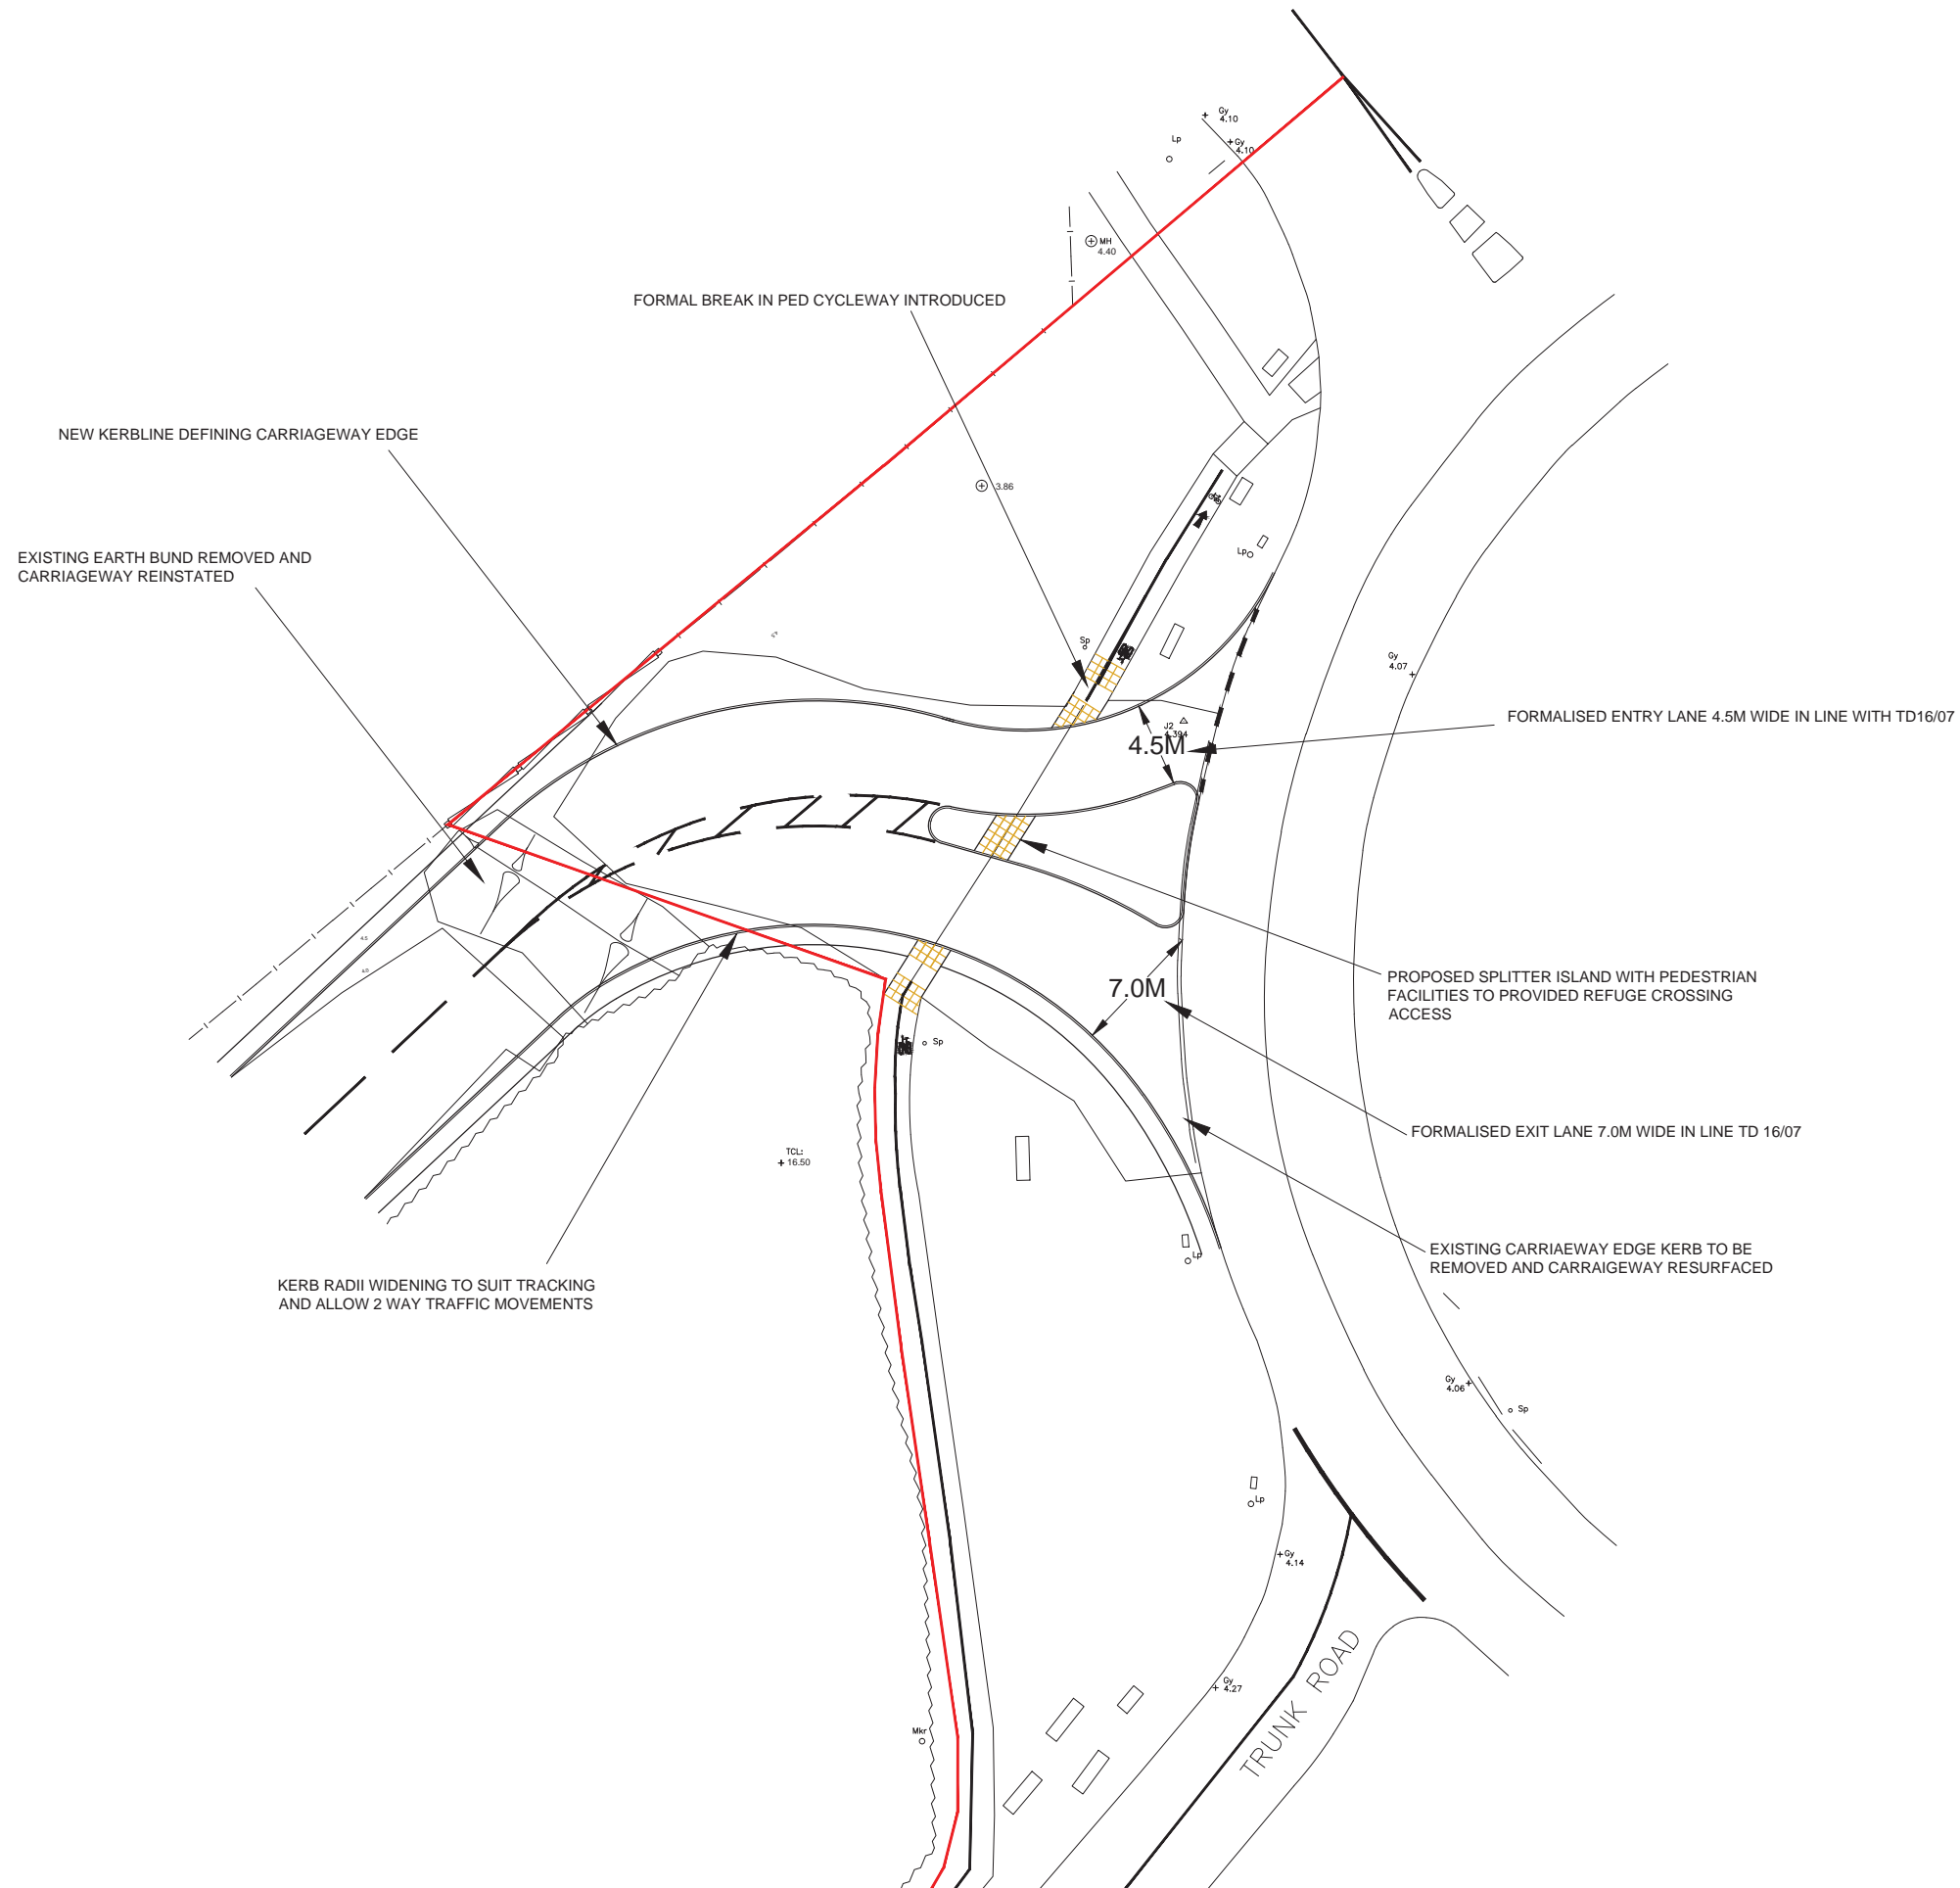 Gy
4.10
Lp
Gy
4.10
MH
4.40
FORMAL BREAK IN PED CYCLEWAY INTRODUCED
NEW KERBLINE DEFINING CARRIAGEWAY EDGE
3.86
EXISTING EARTH BUND REMOVED AND
CARRIAGEWAY REINSTATED
Lp
Sp
Gy
4.07
J2
4.394
4.5M
FORMALISED ENTRY LANE 4.5M WIDE IN LINE WITH TD16/07
4.5
4.0
PROPOSED SPLITTER ISLAND WITH PEDESTRIAN
FACILITIES TO PROVIDED REFUGE CROSSING
ACCESS
7.0M
Sp
FORMALISED EXIT LANE 7.0M WIDE IN LINE TD 16/07
TCL:
16.50
EXISTING CARRIAEWAY EDGE KERB TO BE
REMOVED AND CARRAIGEWAY RESURFACED
Lp
KERB RADII WIDENING TO SUIT TRACKING
AND ALLOW 2 WAY TRAFFIC MOVEMENTS
Gy
4.06
Sp
Lp
Gy
4.14
TRUNK ROAD
Gy
4.27
Mkr